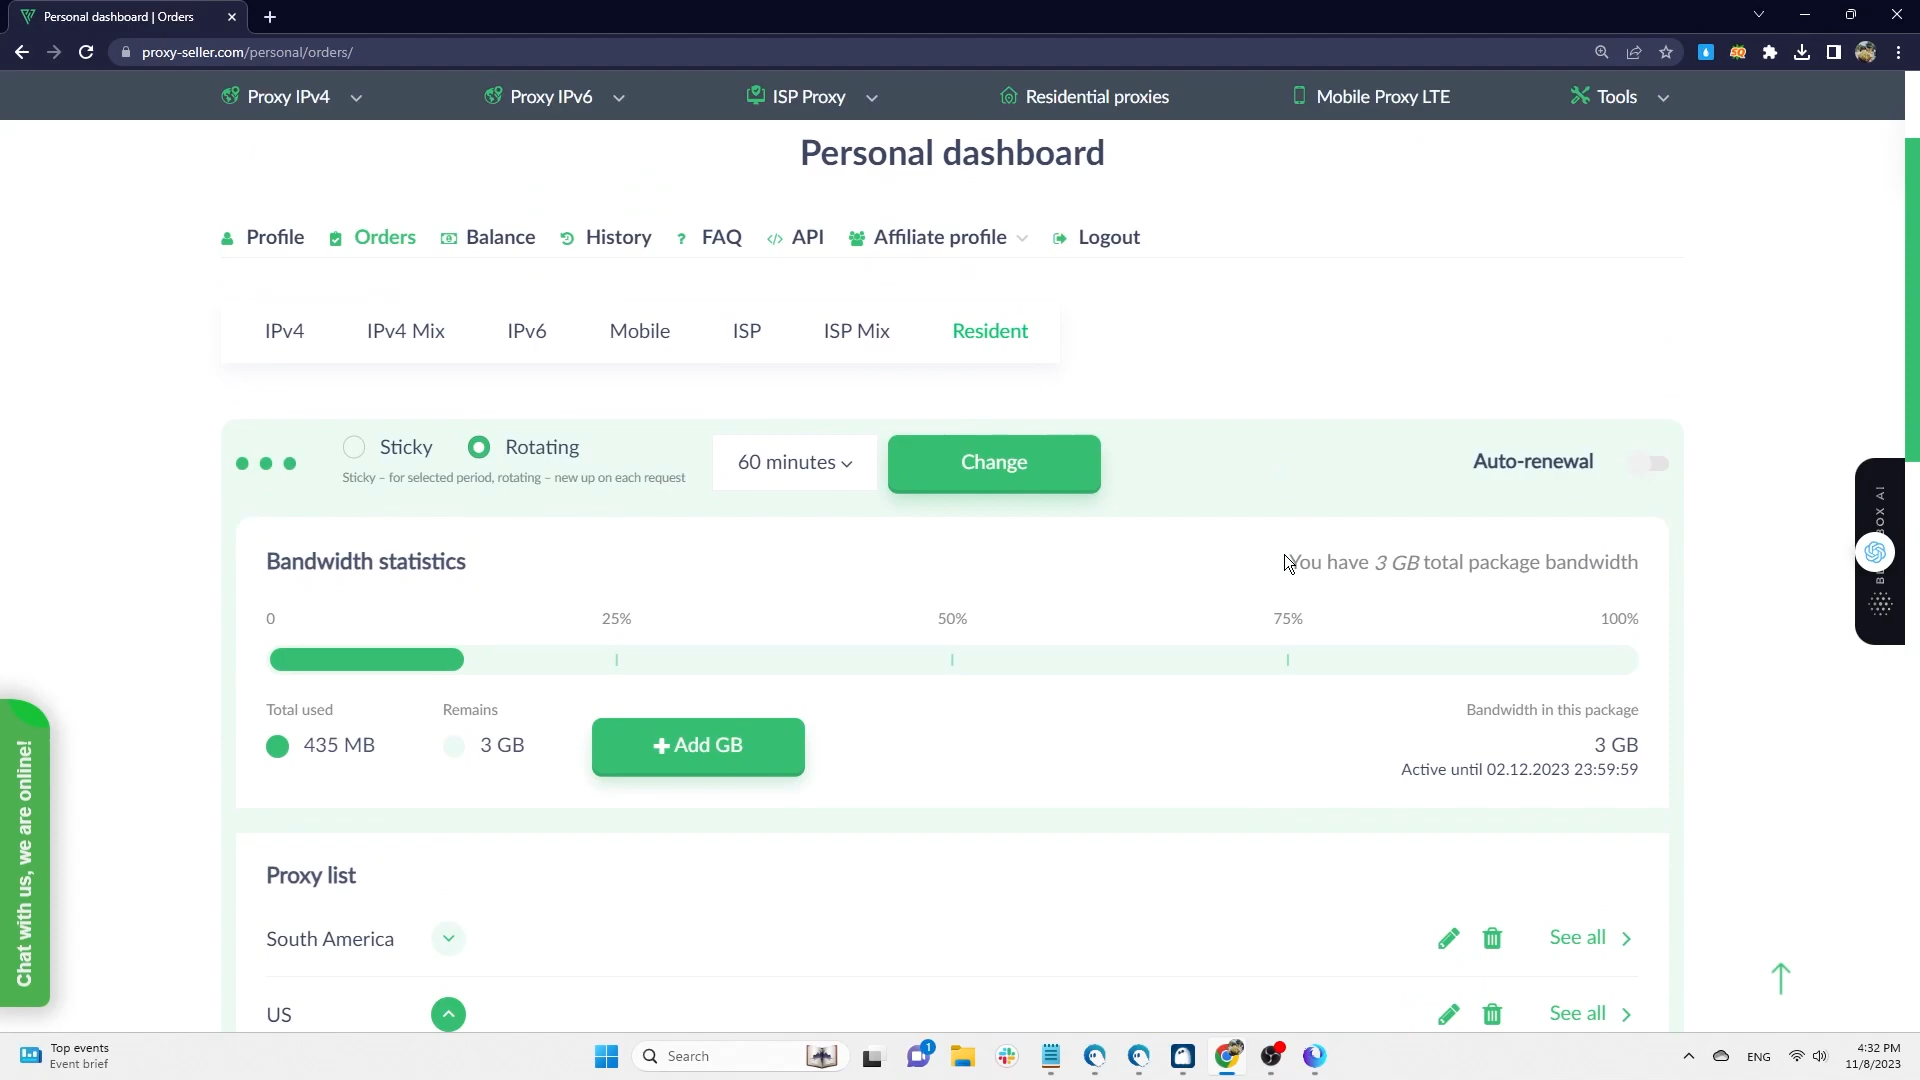 Personal dashboard | Orders
proxy-seller.com/personal/orders/
Proxy IPv4 Proxy IPv6 ISP Proxy Residential proxies Mobile Proxy LTE Tools
Personal dashboard
Profile Orders Balance History FAQ API Affiliate profile Logout
IPv4 IPv4 Mix IPv6 Mobile ISP ISP Mix Resident
Sticky Rotating
Sticky – for selected period, rotating – new up on each request
60 minutes Change Auto-renewal
Bandwidth statistics You have 3 GB total package bandwidth
0 25% 50% 75% 100%
Total used Remains Bandwidth in this package
435 MB 3 GB + Add GB 3 GB
Active until 02.12.2023 23:59:59
Proxy list
South America See all
US See all
Chat with us, we are online!
AI
Top events
Event brief
Search
1
ENG
4:32 PM
11/8/2023